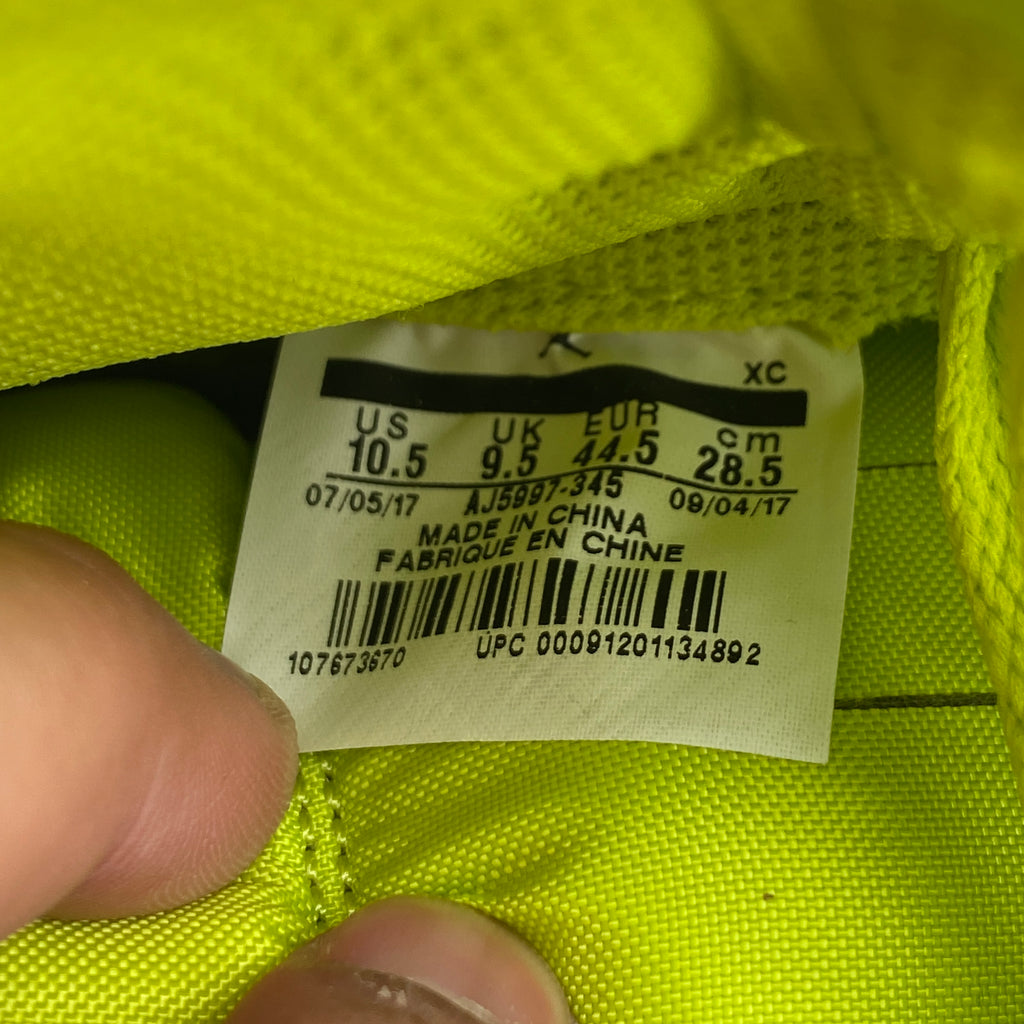 XC
US UK EUR cm
10.5 9.5 44.5 28.5
07/05/17 AJ5997-345 09/04/17
MADE IN CHINA
FABRIQUE EN CHINE
107673670 UPC 00091201134892